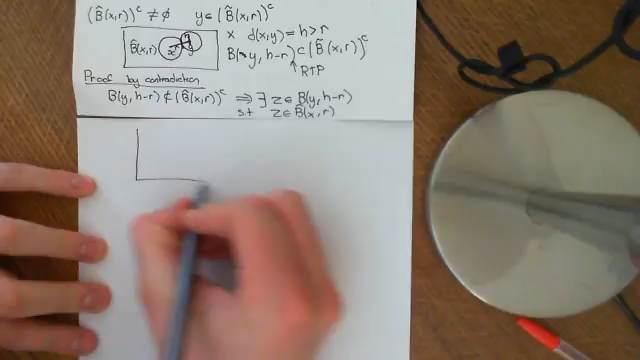 (B̃(x,r))ᶜ ≠ ∅ y ∈ (B̃(x,r))ᶜ
x d(x,y) = h > r
B̃(x,r) x y
B(y, h-r) ⊂ (B̃(x,r))ᶜ
↑ RTP
Proof by contradiction
B(y, h-r) ⊄ (B̃(x,r))ᶜ ⇒ ∃ z ∈ B(y, h-r)
s.t z ∈ B̃(x,r)